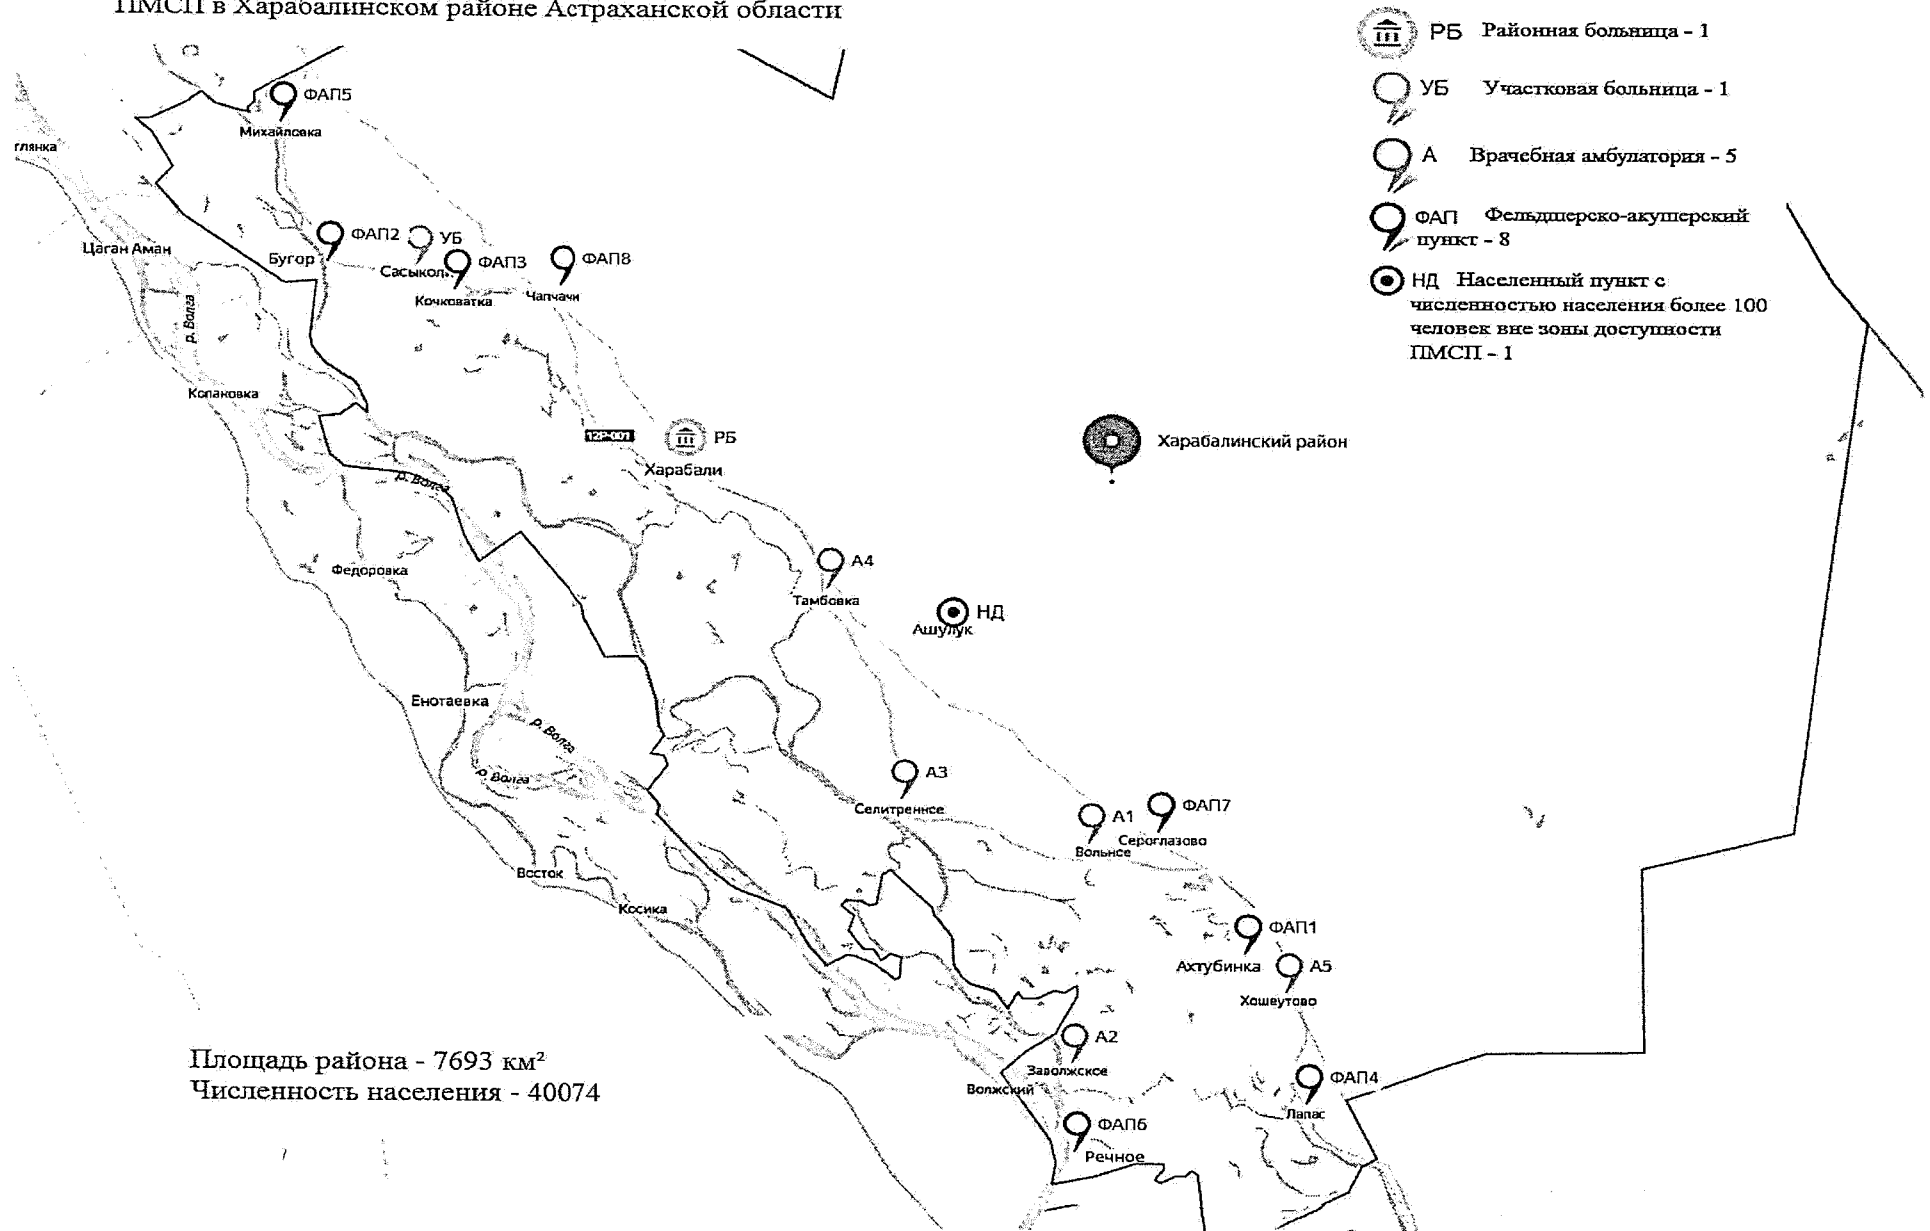 ПМСП в Харабалинском районе Астраханской области
РБ Районная больница - 1
УБ Участковая больница - 1
А Врачебная амбулатория - 5
ФАП Фельдшерско-акушерский
пункт - 8
НД Населенный пункт с
численностью населения более 100
человек вне зоны доступности
ПМСП - 1
ФАП5
Михайловка
глянка
Цаган Аман
Бугор
ФАП2
УБ
Сасыколь
ФАП3
Кочковатка
ФАП8
Чапчачи
р. Волга
Копановка
12Р-001
РБ
Харабали
Харабалинский район
р. Волга
Федоровка
А4
Тамбовка
НД
Ашулук
Енотаевка
р. Волга
р. Волга
А3
Селитренное
А1
Вольное
ФАП7
Сероглазово
Восток
Косика
ФАП1
Ахтубинка
А5
Хошеутово
А2
Заволжское
Волжский
ФАП4
Лапас
ФАП6
Речное
Площадь района - 7693 км²
Численность населения - 40074